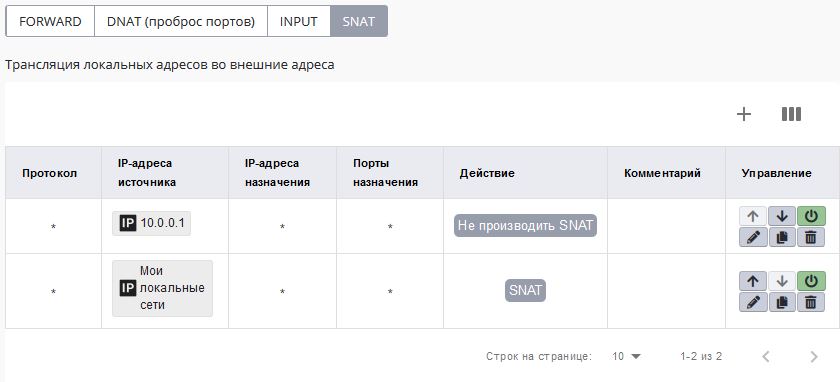 FORWARD DNAT (проброс портов) INPUT SNAT
Трансляция локальных адресов во внешние адреса
Протокол IP-адреса источника IP-адреса назначения Порты назначения Действие Комментарий Управление
* IP 10.0.0.1 * * Не производить SNAT
* IP Мои локальные сети * * SNAT
Строк на странице: 10 1-2 из 2